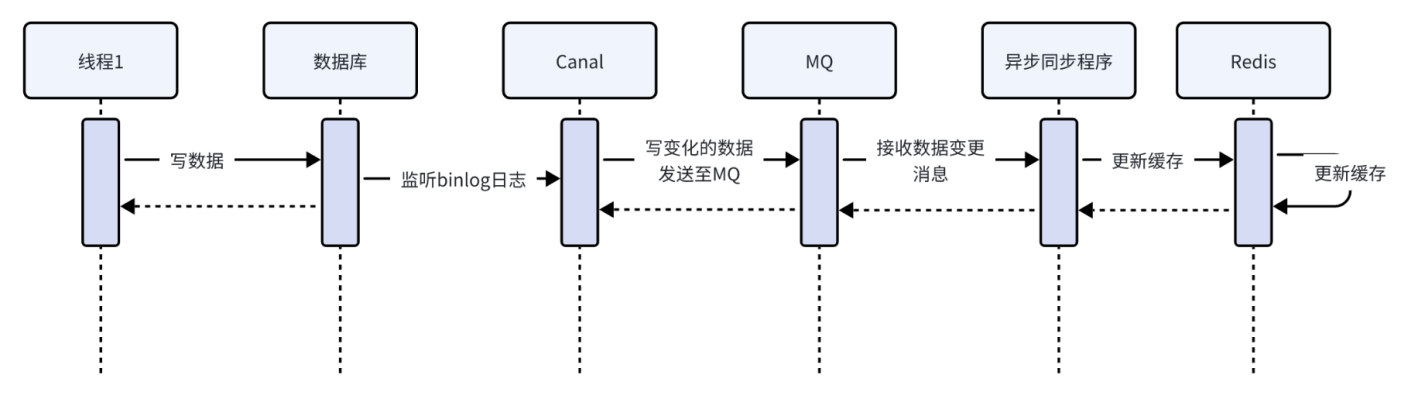 线程1
数据库
Canal
MQ
异步同步程序
Redis
写数据
监听binlog日志
写变化的数据
发送至MQ
接收数据变更
消息
更新缓存
更新缓存